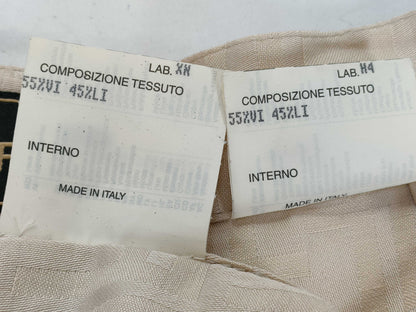 LAB. XN
COMPOSIZIONE TESSUTO
55%VI 45%LI
INTERNO
MADE IN ITALY
LAB. H4
COMPOSIZIONE TESSUTO
55%VI 45%LI
INTERNO
MADE IN ITALY